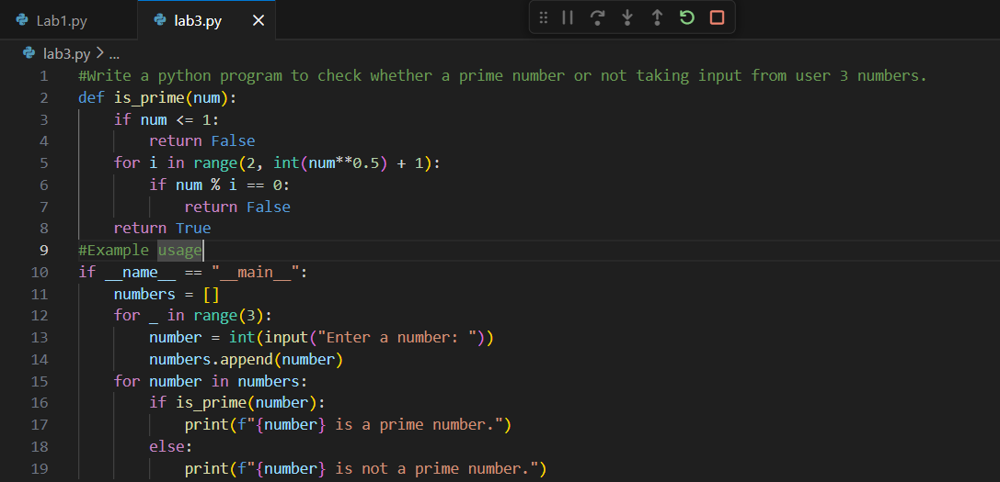 Lab1.py
lab3.py
lab3.py > ...
1 #Write a python program to check whether a prime number or not taking input from user 3 numbers.
2 def is_prime(num):
3     if num <= 1:
4         return False
5     for i in range(2, int(num**0.5) + 1):
6         if num % i == 0:
7             return False
8     return True
9 #Example usage
10 if __name__ == "__main__":
11     numbers = []
12     for _ in range(3):
13         number = int(input("Enter a number: "))
14         numbers.append(number)
15     for number in numbers:
16         if is_prime(number):
17             print(f"{number} is a prime number.")
18         else:
19             print(f"{number} is not a prime number.")